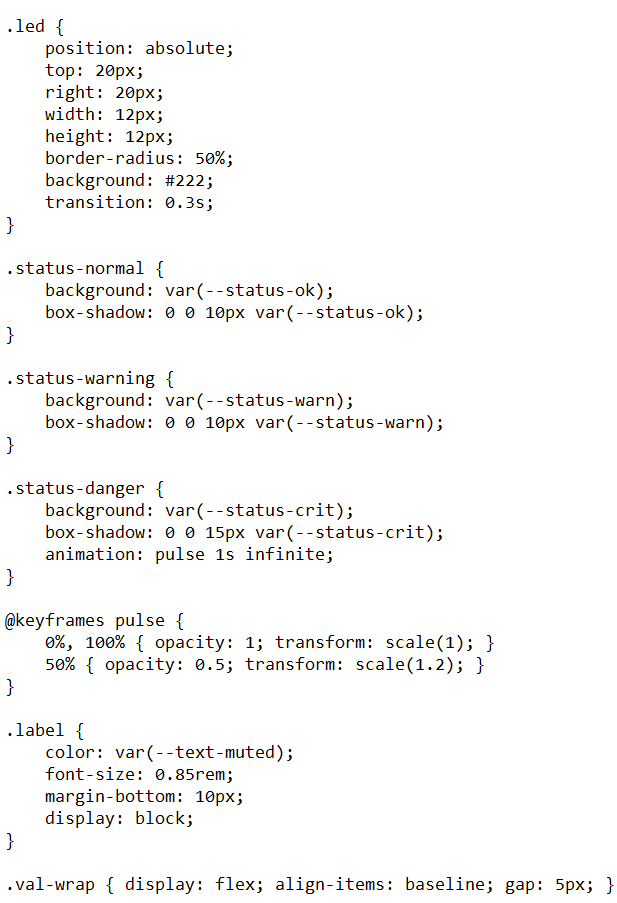 .led {
    position: absolute;
    top: 20px;
    right: 20px;
    width: 12px;
    height: 12px;
    border-radius: 50%;
    background: #222;
    transition: 0.3s;
}

.status-normal {
    background: var(--status-ok);
    box-shadow: 0 0 10px var(--status-ok);
}

.status-warning {
    background: var(--status-warn);
    box-shadow: 0 0 10px var(--status-warn);
}

.status-danger {
    background: var(--status-crit);
    box-shadow: 0 0 15px var(--status-crit);
    animation: pulse 1s infinite;
}

@keyframes pulse {
    0%, 100% { opacity: 1; transform: scale(1); }
    50% { opacity: 0.5; transform: scale(1.2); }
}

.label {
    color: var(--text-muted);
    font-size: 0.85rem;
    margin-bottom: 10px;
    display: block;
}

.val-wrap { display: flex; align-items: baseline; gap: 5px; }